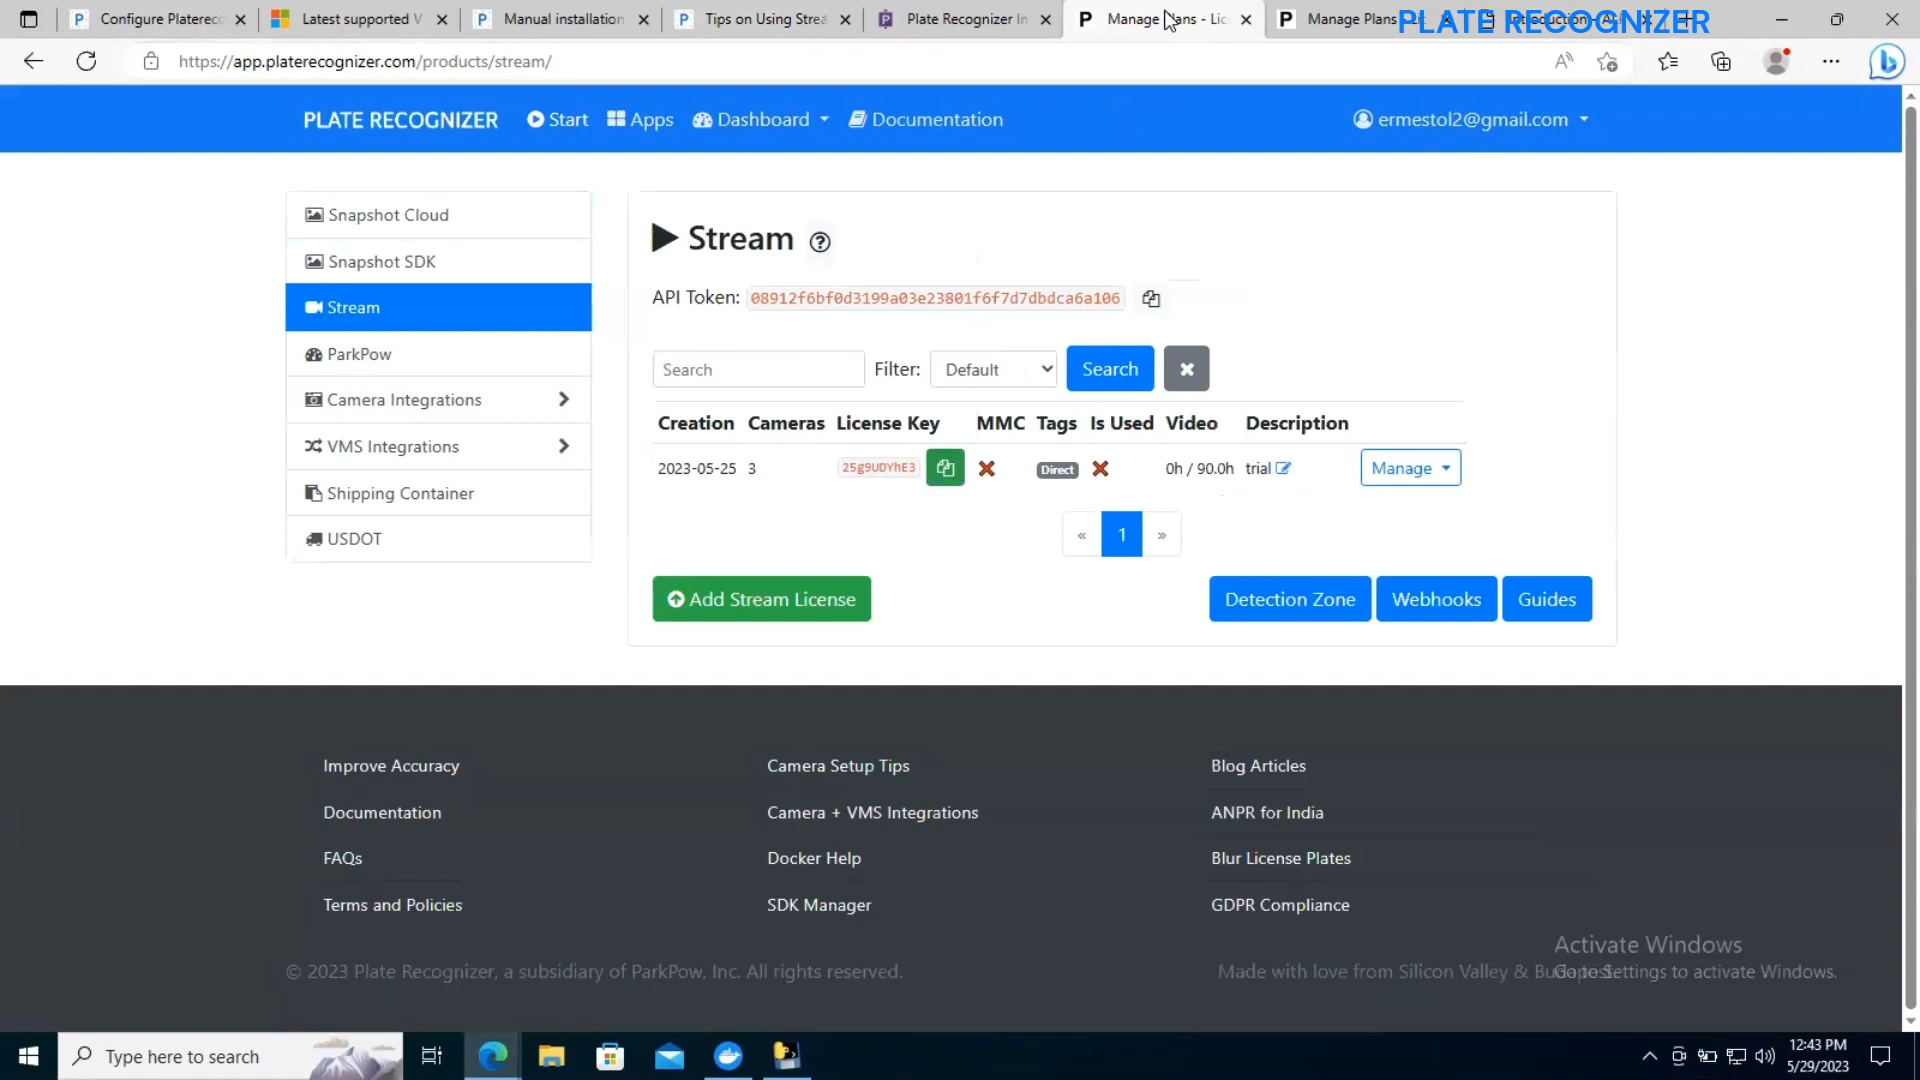 Configure Platerecc
Latest supported V
Manual installation
Tips on Using Strea
Plate Recognizer In
Manage Plans - Lic
Manage Plans
PLATE RECOGNIZER
https://app.platerecognizer.com/products/stream/
PLATE RECOGNIZER
Start
Apps
Dashboard
Documentation
ermestol2@gmail.com
Snapshot Cloud
Snapshot SDK
Stream
ParkPow
Camera Integrations
VMS Integrations
Shipping Container
USDOT
Stream
API Token: 08912f6bf0d3199a03e23801f6f7d7dbdca6a106
Search Filter: Default Search
Creation Cameras License Key MMC Tags Is Used Video Description
2023-05-25 3 25g9UDYhE3 Direct 0h / 90.0h trial Manage
« 1 »
Add Stream License
Detection Zone
Webhooks
Guides
Improve Accuracy
Documentation
FAQs
Terms and Policies
Camera Setup Tips
Camera + VMS Integrations
Docker Help
SDK Manager
Blog Articles
ANPR for India
Blur License Plates
GDPR Compliance
© 2023 Plate Recognizer, a subsidiary of ParkPow, Inc. All rights reserved.
Made with love from Silicon Valley &
Activate Windows
Go to Settings to activate Windows.
Type here to search
12:43 PM
5/29/2023